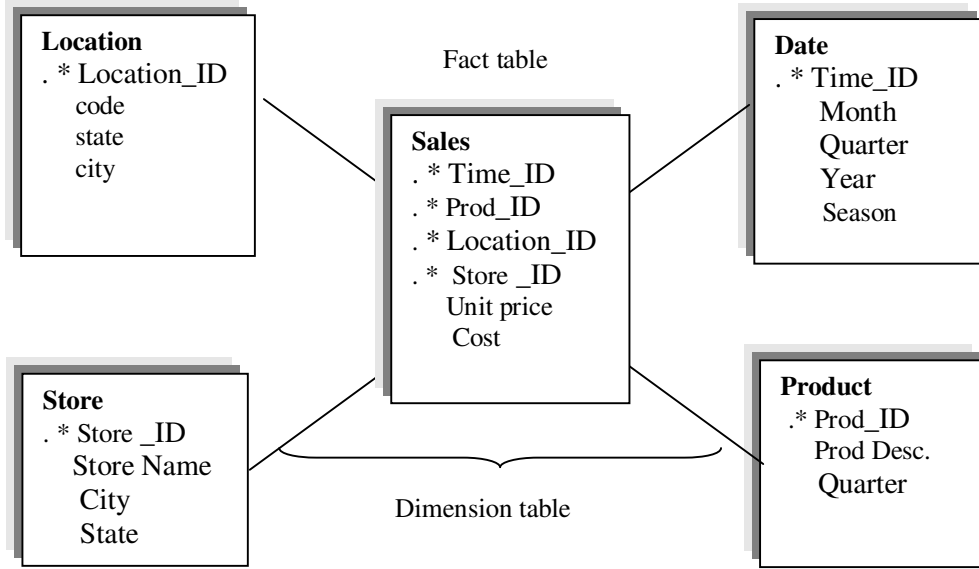 Location
. * Location_ID
code
state
city
Fact table
Date
. * Time_ID
Month
Quarter
Year
Season
Sales
. * Time_ID
. * Prod_ID
. * Location_ID
. * Store _ID
Unit price
Cost
Store
. * Store _ID
Store Name
City
State
Dimension table
Product
.* Prod_ID
Prod Desc.
Quarter